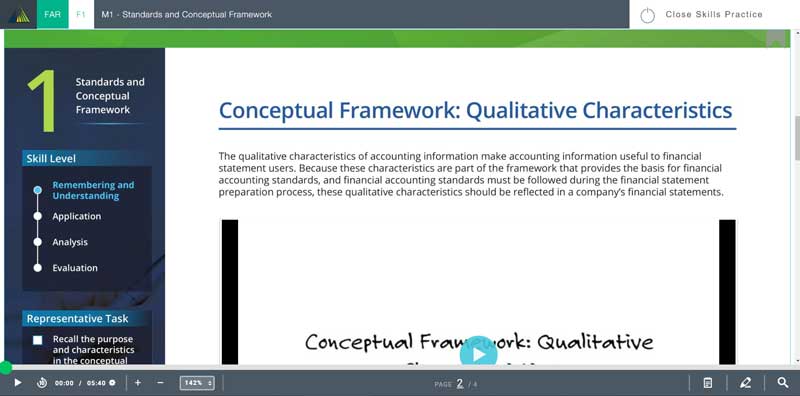 FAR F1 M1 - Standards and Conceptual Framework Close Skills Practice
1
Standards and
Conceptual
Framework
Skill Level
Remembering and
Understanding
Application
Analysis
Evaluation
Representative Task
Recall the purpose
and characteristics
in the conceptual
Conceptual Framework: Qualitative Characteristics
The qualitative characteristics of accounting information make accounting information useful to financial
statement users. Because these characteristics are part of the framework that provides the basis for financial
accounting standards, and financial accounting standards must be followed during the financial statement
preparation process, these qualitative characteristics should be reflected in a company's financial statements.
Conceptual Framework: Qualitative
00:00 / 05:40 + − 142% PAGE 2 / 4